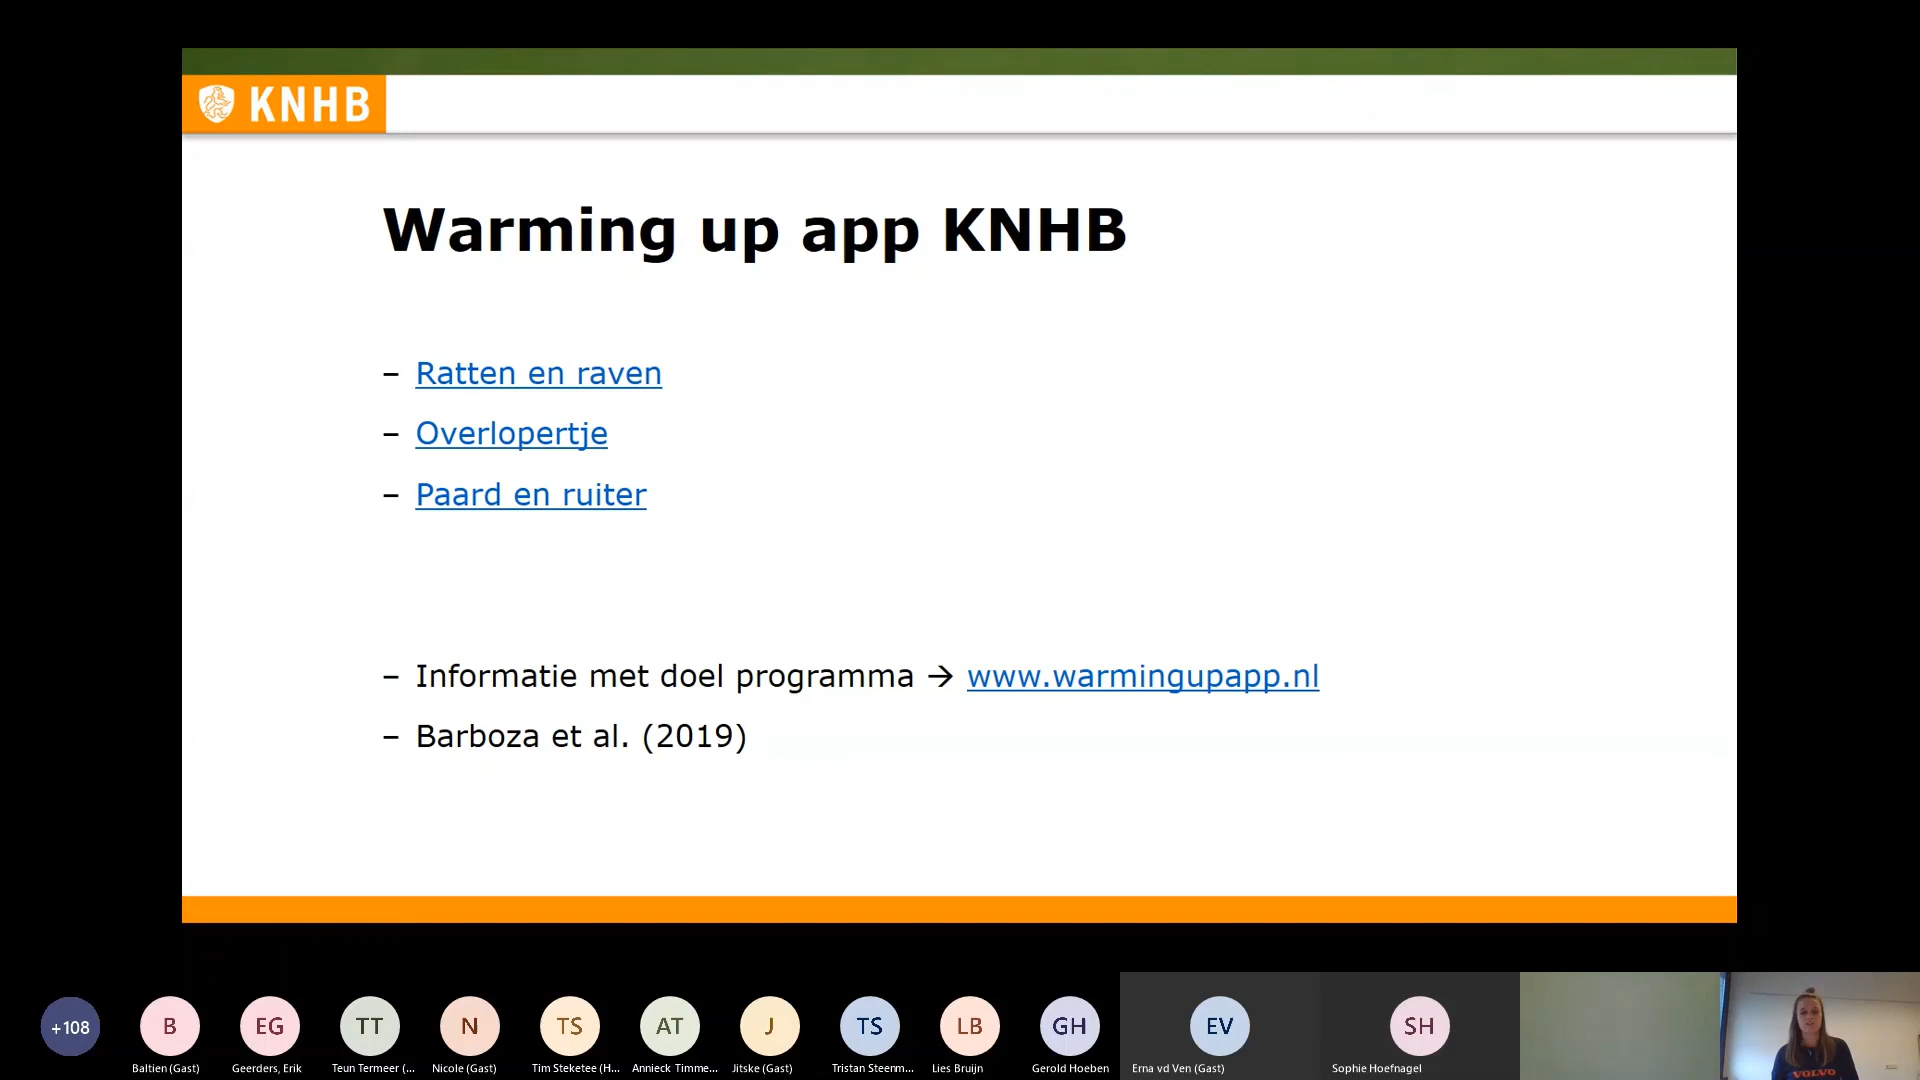 KNHB
Warming up app KNHB
– Ratten en raven
– Overlopertje
– Paard en ruiter
– Informatie met doel programma → www.warmingupapp.nl
– Barboza et al. (2019)
+108
B
EG
TT
N
TS
AT
J
TS
LB
GH
EV
SH
Baltien (Gast)
Geerders, Erik
Teun Termeer (...
Nicole (Gast)
Tim Steketee (H...
Annieck Timme...
Jitske (Gast)
Tristan Steenm...
Lies Bruijn
Gerold Hoeben
Erna vd Ven (Gast)
Sophie Hoefnagel
VOLVO